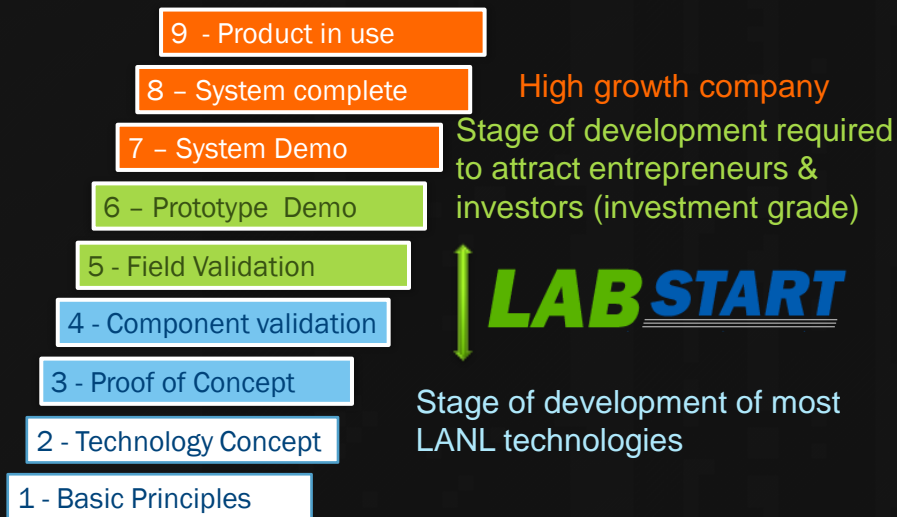 9 - Product in use
8 – System complete
7 – System Demo
6 – Prototype Demo
5 - Field Validation
4 - Component validation
3 - Proof of Concept
2 - Technology Concept
1 - Basic Principles
High growth company
Stage of development required
to attract entrepreneurs &
investors (investment grade)
LAB START
Stage of development of most
LANL technologies